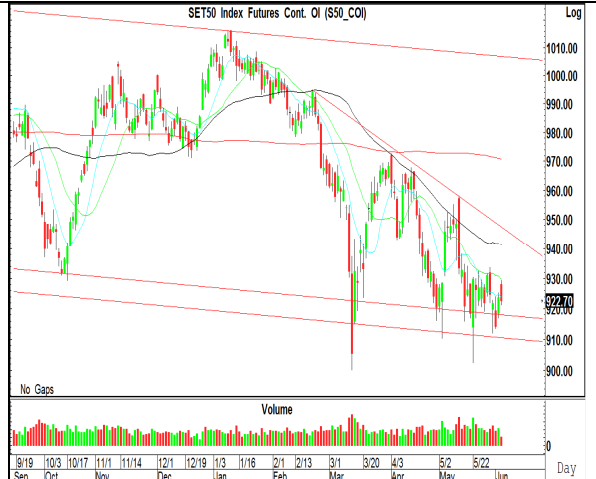 SET50 Index Futures Cont. OI (S50_COI)
Log
1010.00
1000.00
990.00
980.00
970.00
960.00
950.00
940.00
930.00
922.70
920.00
910.00
900.00
No Gaps
Volume
0
9/19 10/3 10/17 11/1 11/14 12/1 12/19 1/4 1/16 2/1 2/13 3/1 3/20 4/3 5/2 5/22
Sep Oct Nov Dec Jan Feb Mar Apr May Jun
Day